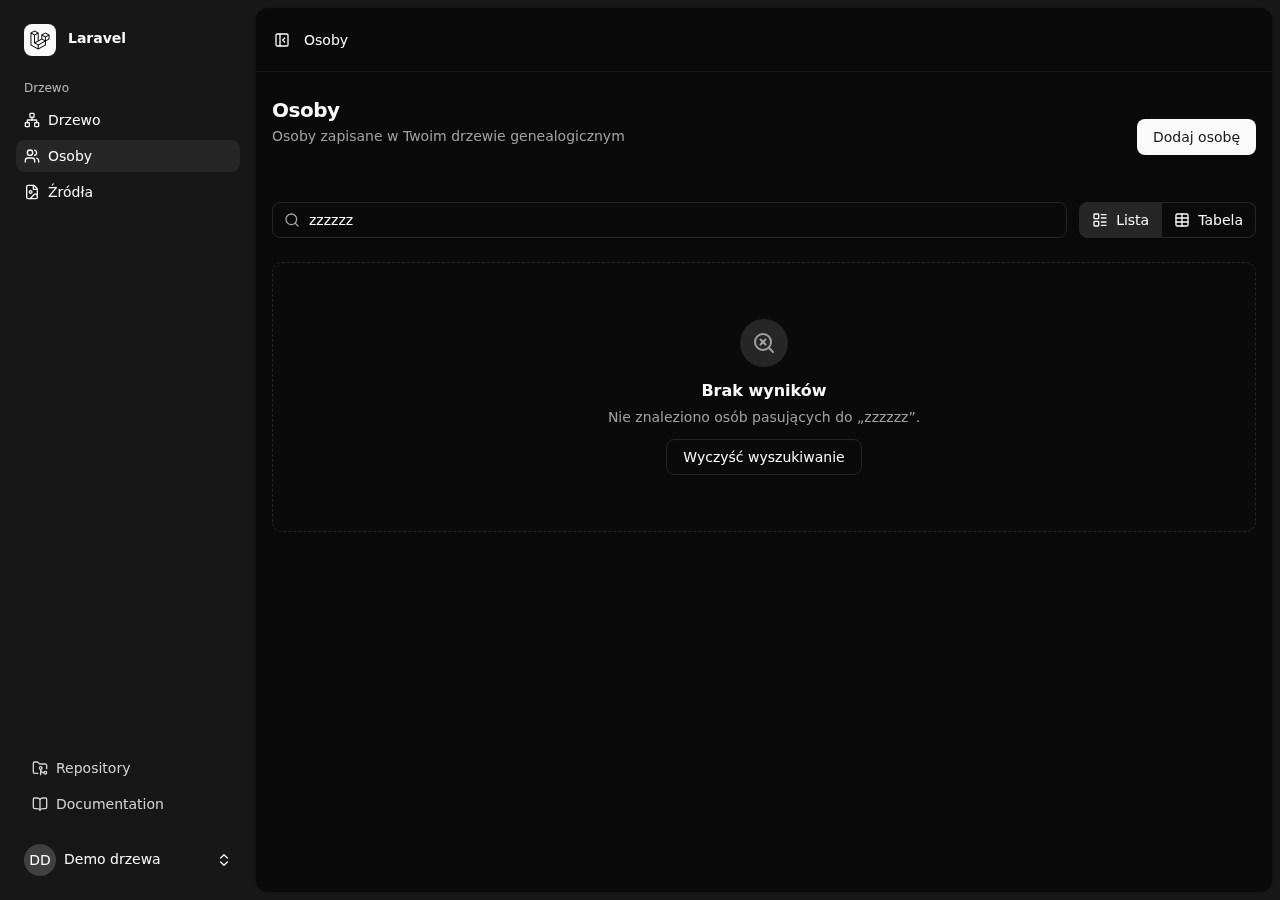 Laravel
Drzewo
Drzewo
Osoby
Źródła
Repository
Documentation
DD Demo drzewa
Osoby
Osoby
Osoby zapisane w Twoim drzewie genealogicznym
Dodaj osobę
zzzzzz
Lista
Tabela
Brak wyników
Nie znaleziono osób pasujących do „zzzzzz”.
Wyczyść wyszukiwanie